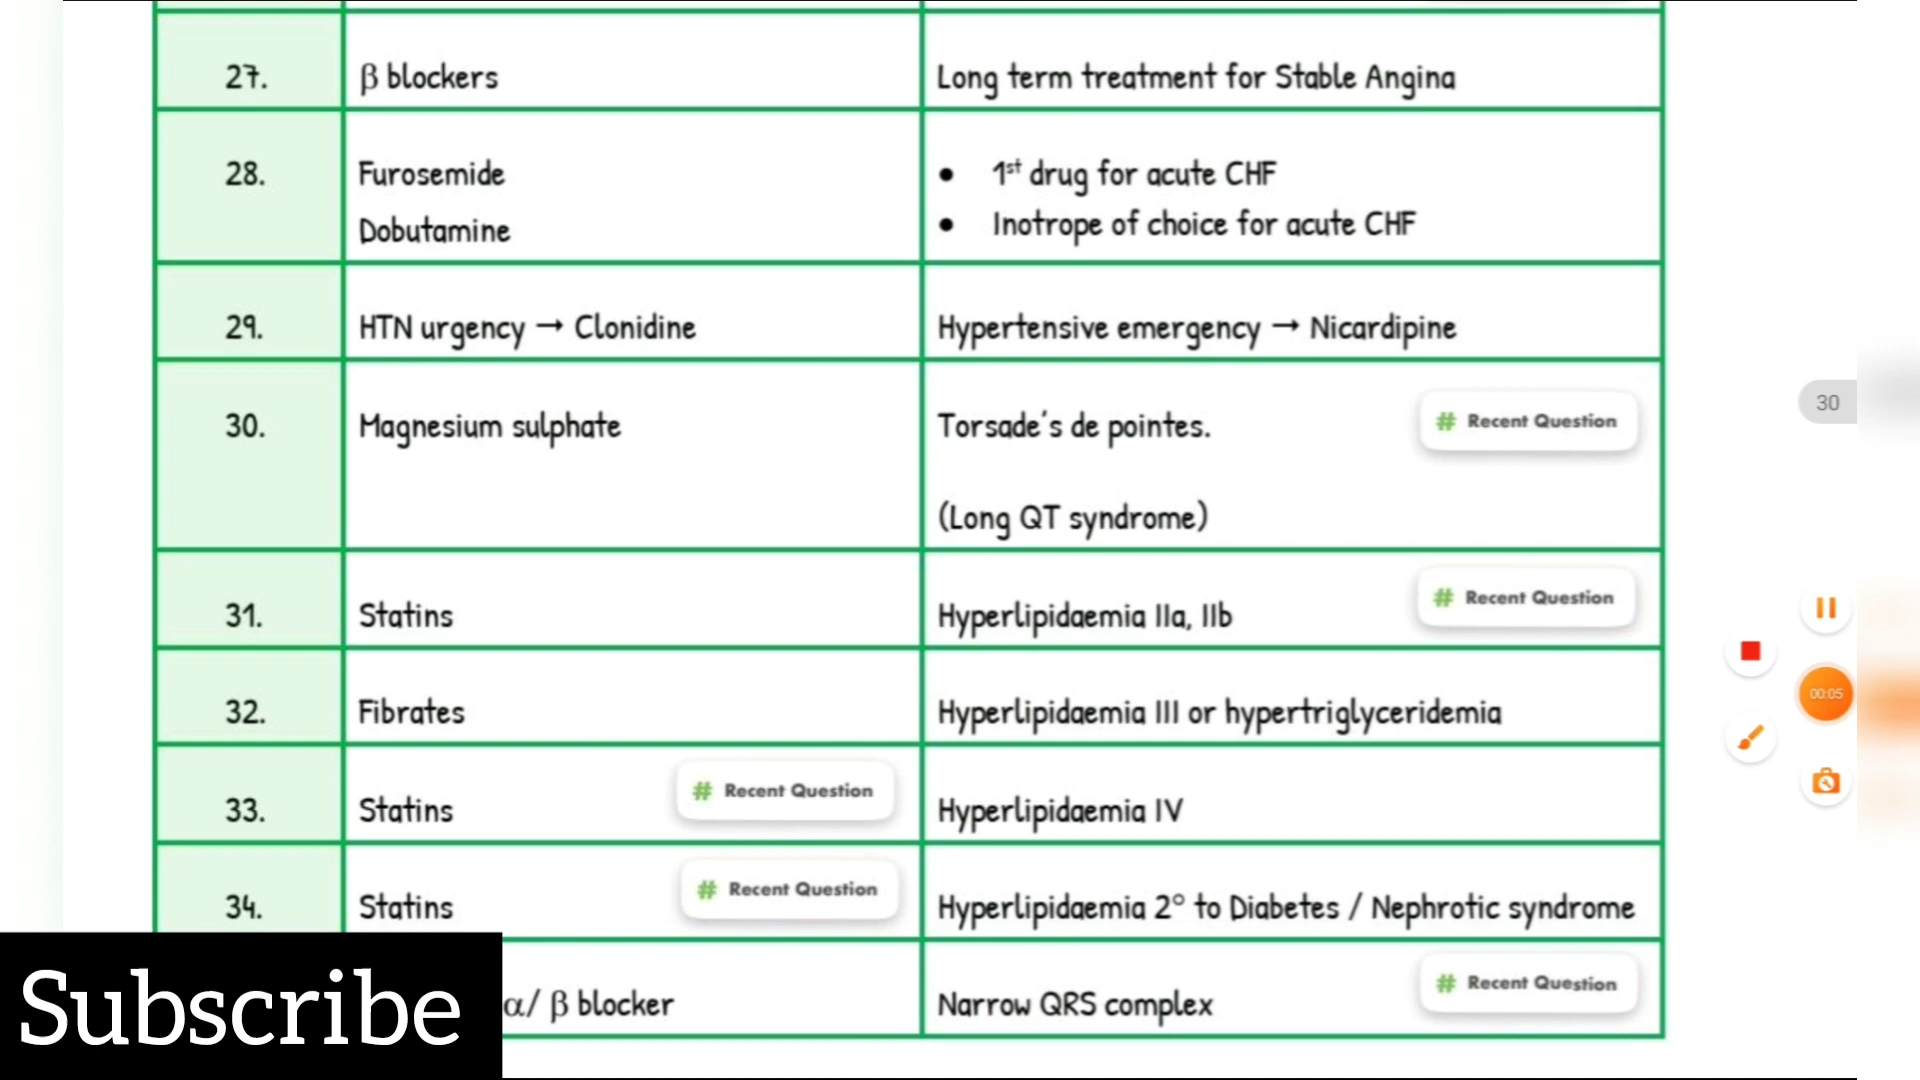 27. β blockers Long term treatment for Stable Angina
28. Furosemide • 1st drug for acute CHF
Dobutamine • Inotrope of choice for acute CHF
29. HTN urgency → Clonidine Hypertensive emergency → Nicardipine
30. Magnesium sulphate Torsade's de pointes. # Recent Question
(Long QT syndrome)
30
31. Statins Hyperlipidaemia IIa, IIb # Recent Question
32. Fibrates Hyperlipidaemia III or hypertriglyceridemia
00:05
33. Statins # Recent Question Hyperlipidaemia IV
34. Statins # Recent Question Hyperlipidaemia 2° to Diabetes / Nephrotic syndrome
α/ β blocker Narrow QRS complex # Recent Question
Subscribe